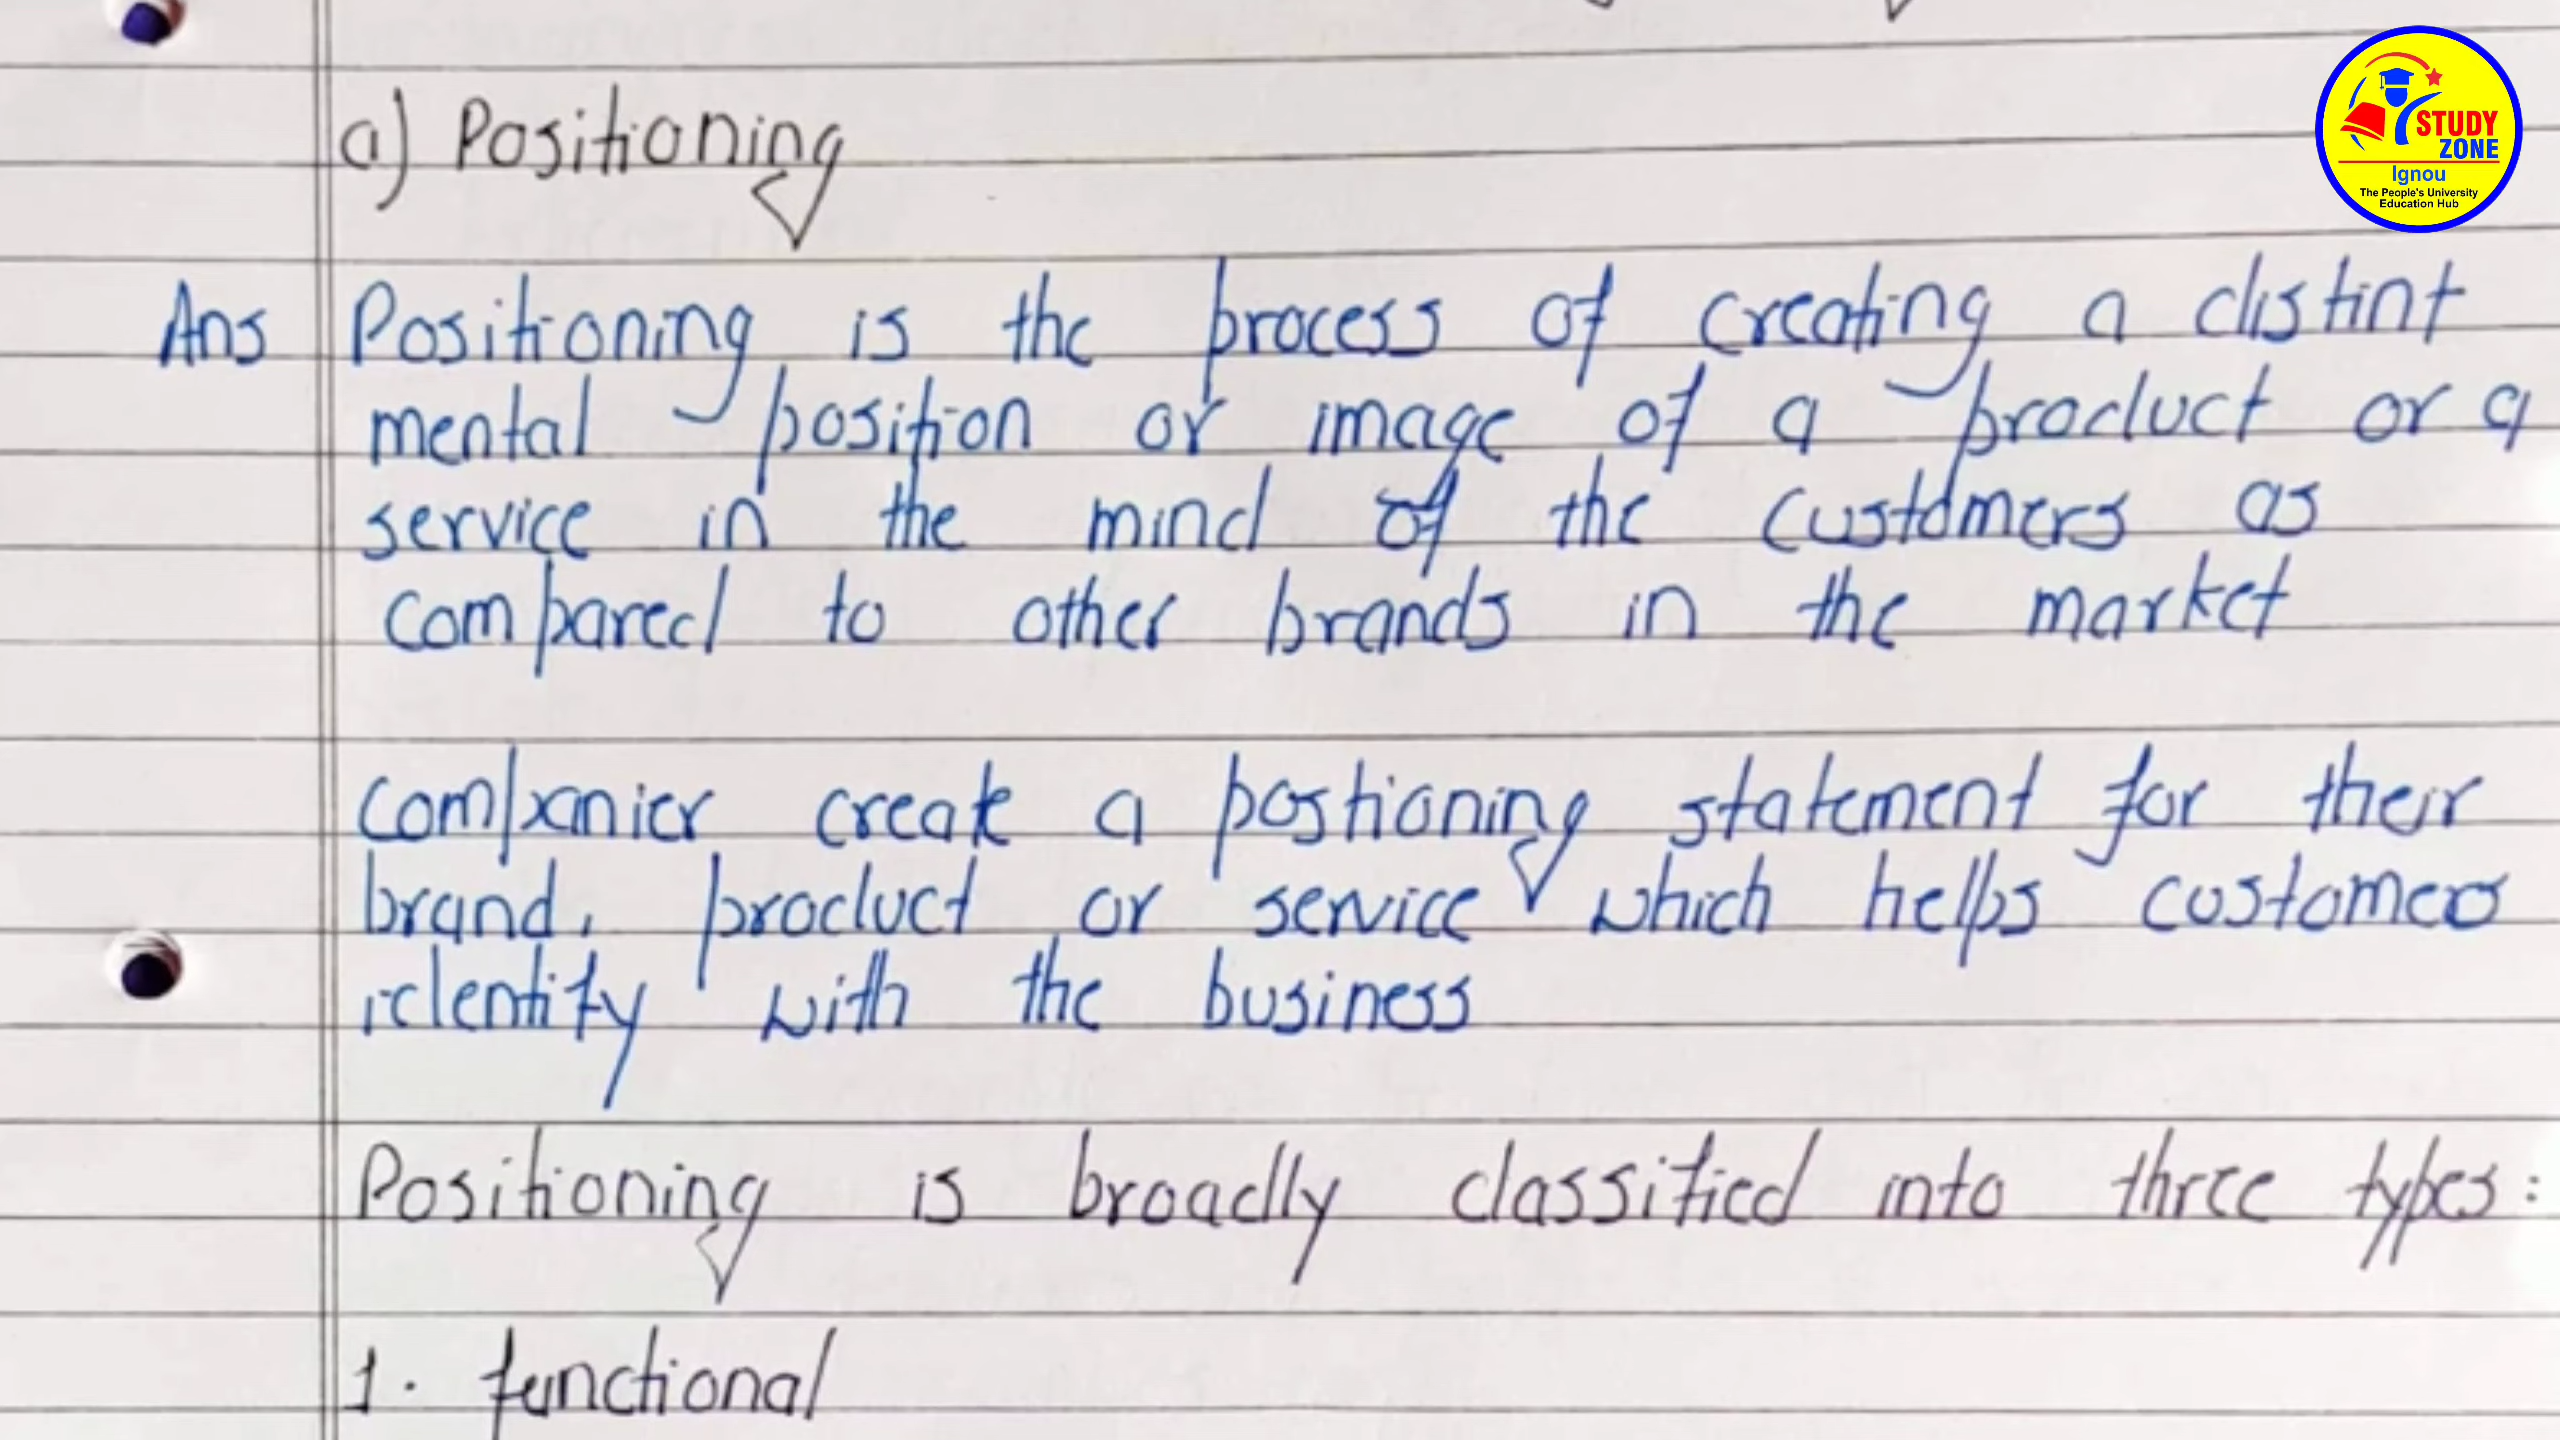 a) Positioning
STUDY
ZONE
Ignou
The People's University
Education Hub
Ans Positioning is the process of creating a distint
mental position or image of a product or a
service in the mind of the customers as
compared to other brands in the market
companies create a postioning statement for their
brand, product or service which helps customers
identify with the business
Positioning is broadly classified into three types:
1. functional